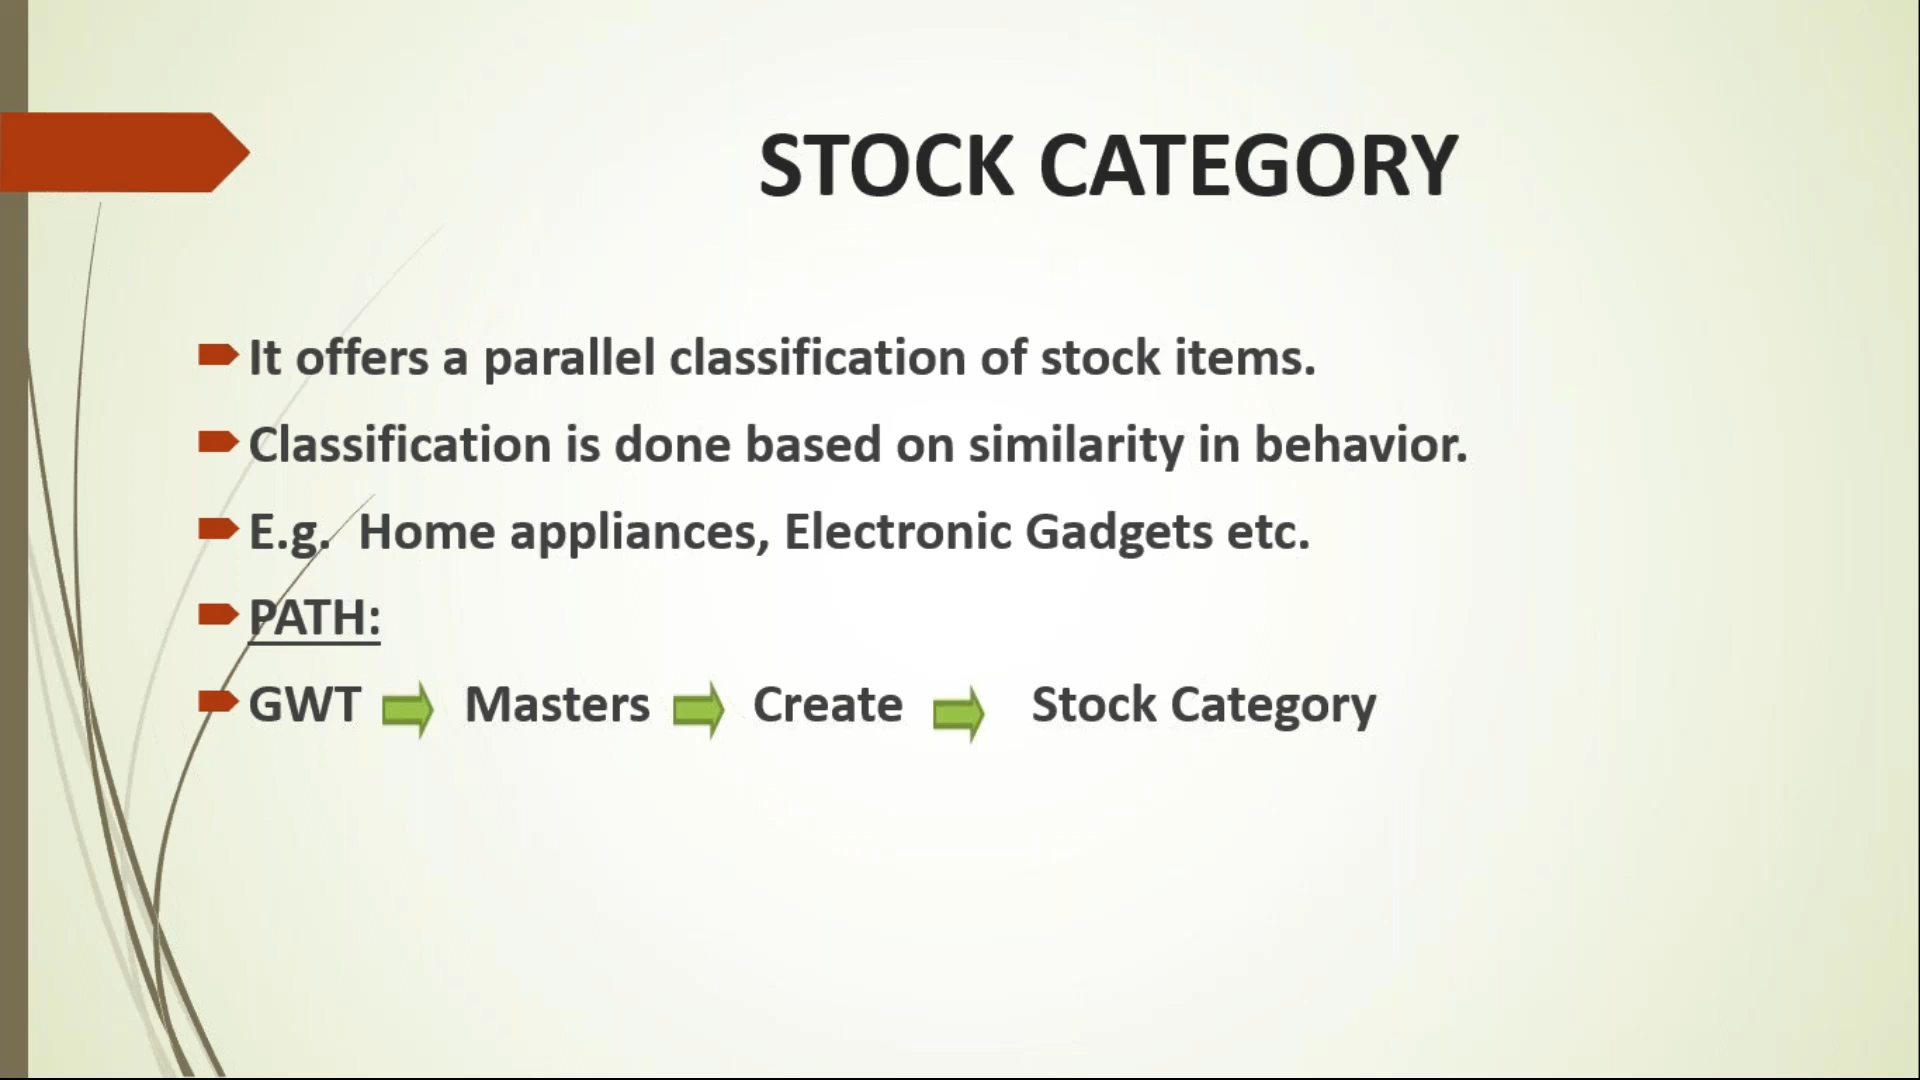 STOCK CATEGORY
It offers a parallel classification of stock items.
Classification is done based on similarity in behavior.
E.g. Home appliances, Electronic Gadgets etc.
PATH:
GWT Masters Create Stock Category